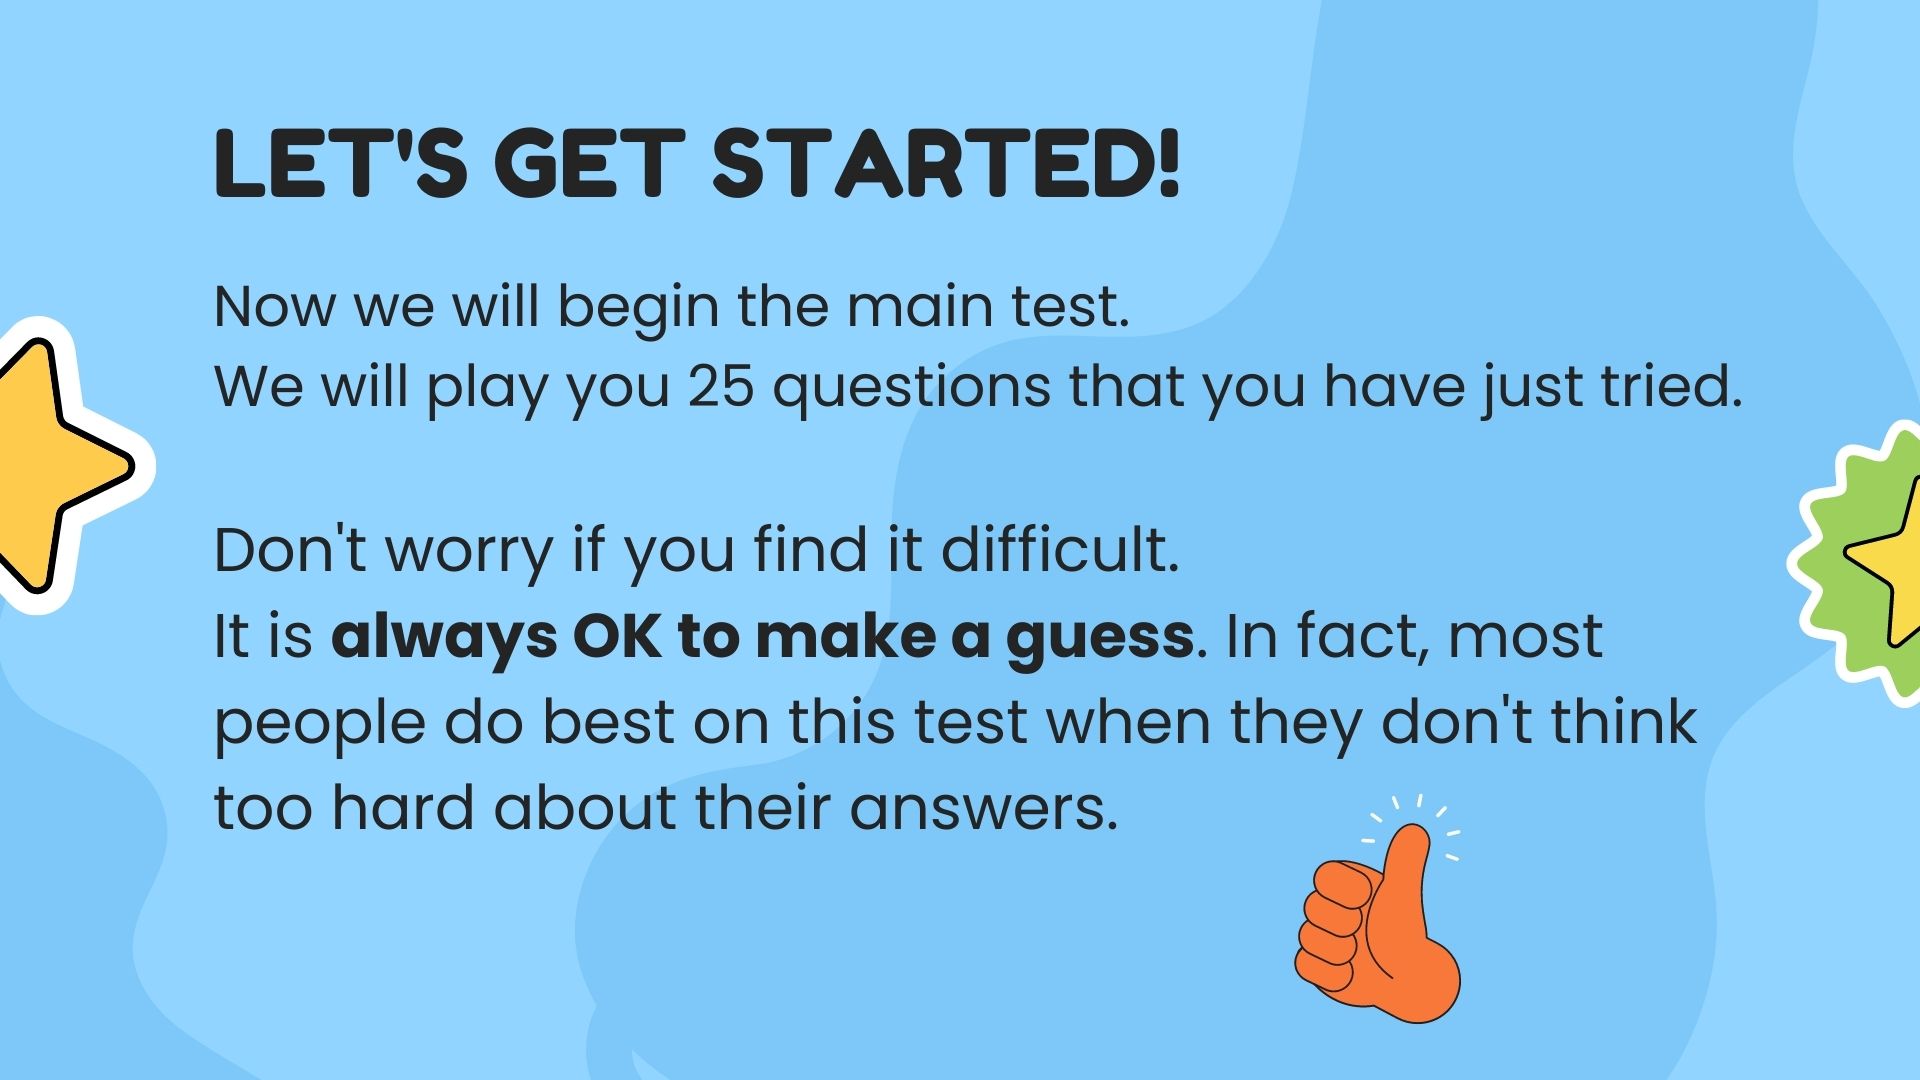 LET'S GET STARTED!
Now we will begin the main test.
We will play you 25 questions that you have just tried.
Don't worry if you find it difficult.
It is always OK to make a guess. In fact, most
people do best on this test when they don't think
too hard about their answers.